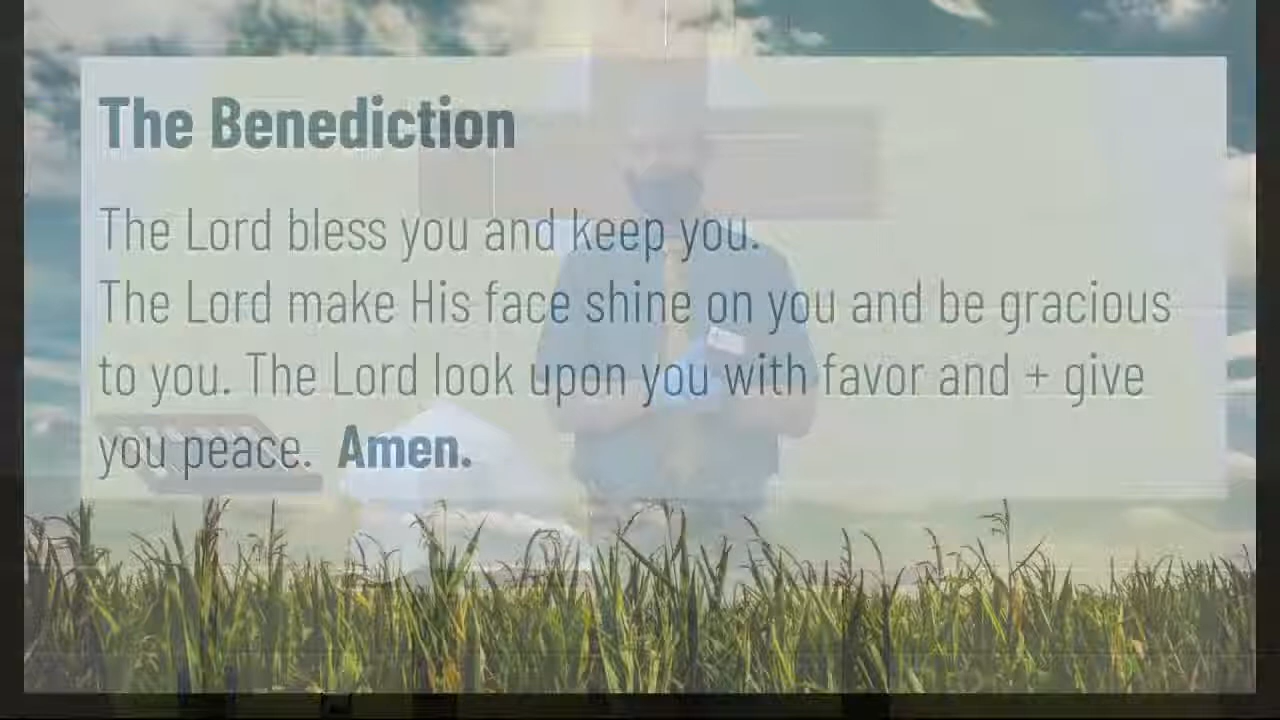 The Benediction
The Lord bless you and keep you.
The Lord make His face shine on you and be gracious
to you. The Lord look upon you with favor and + give
you peace. Amen.